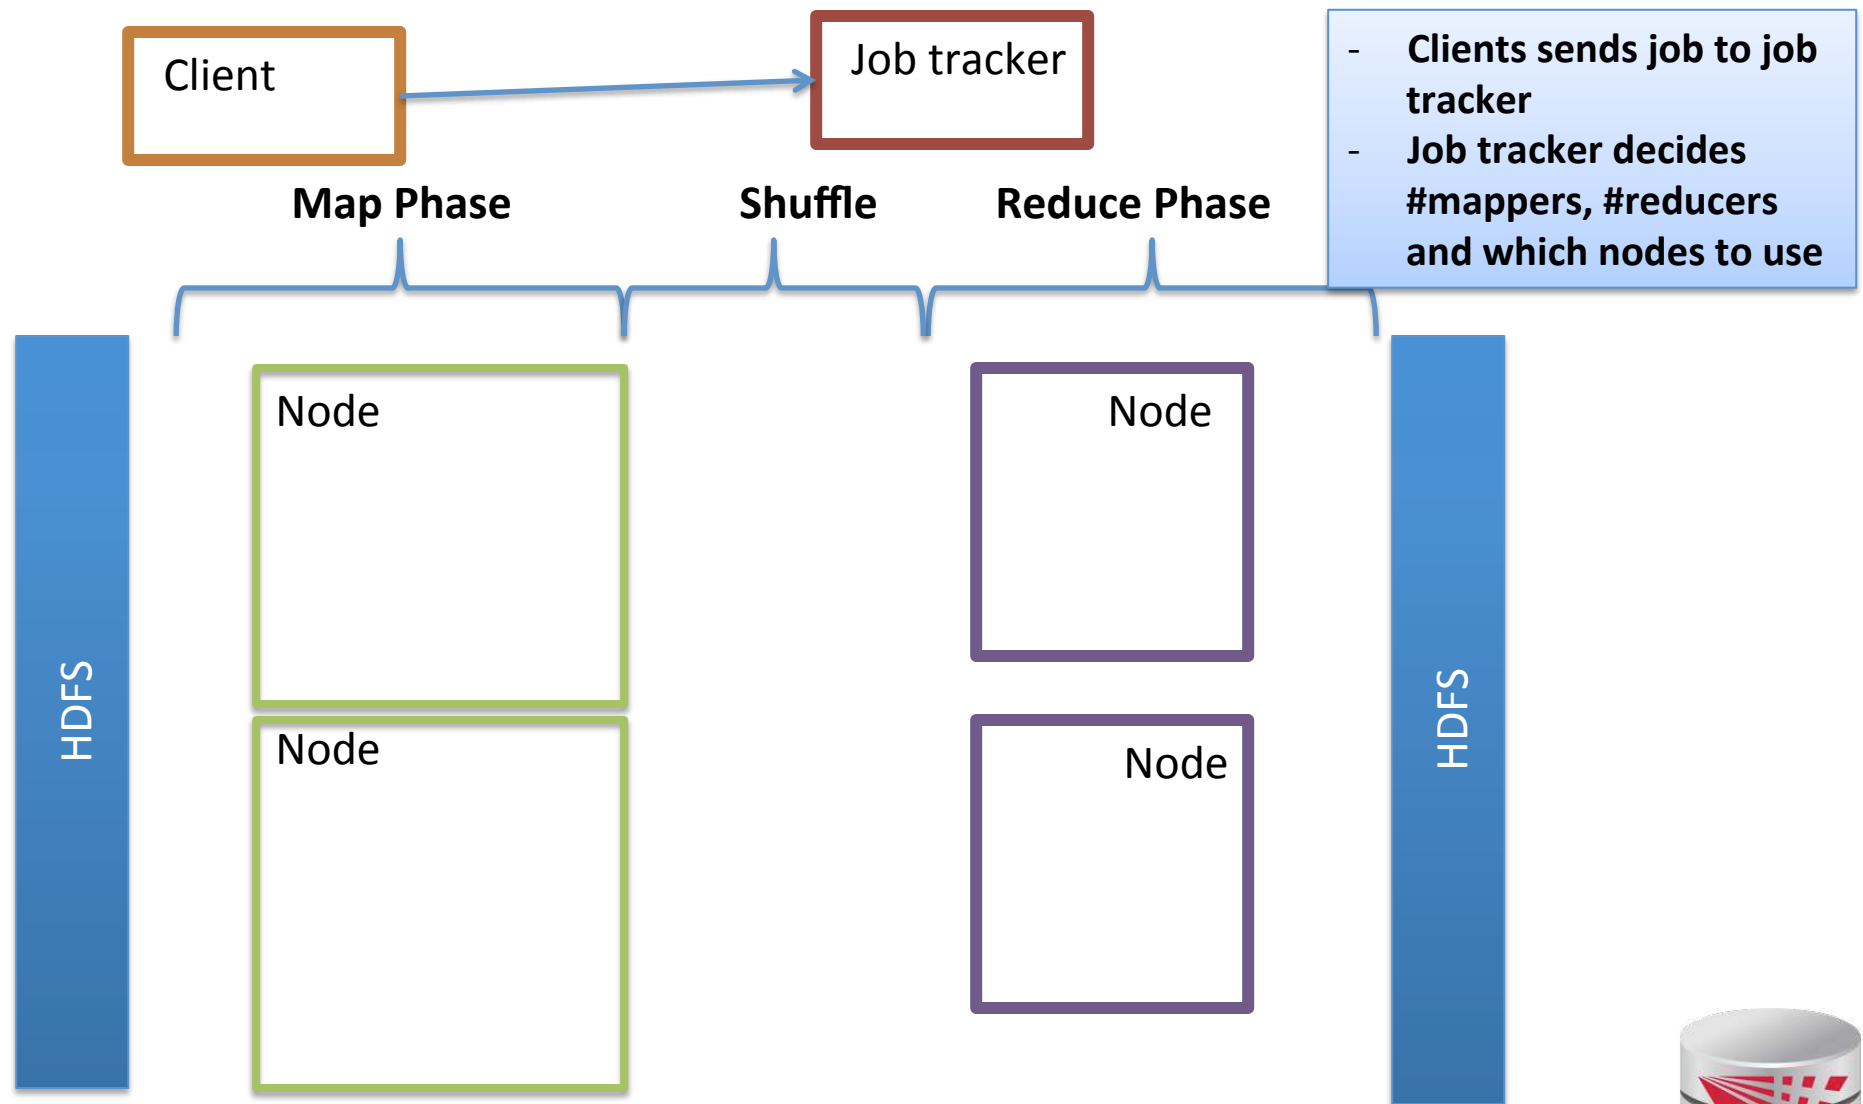 Client
Job tracker
- Clients sends job to job
tracker
- Job tracker decides
#mappers, #reducers
and which nodes to use
Map Phase
Shuffle
Reduce Phase
HDFS
Node
Node
Node
Node
HDFS